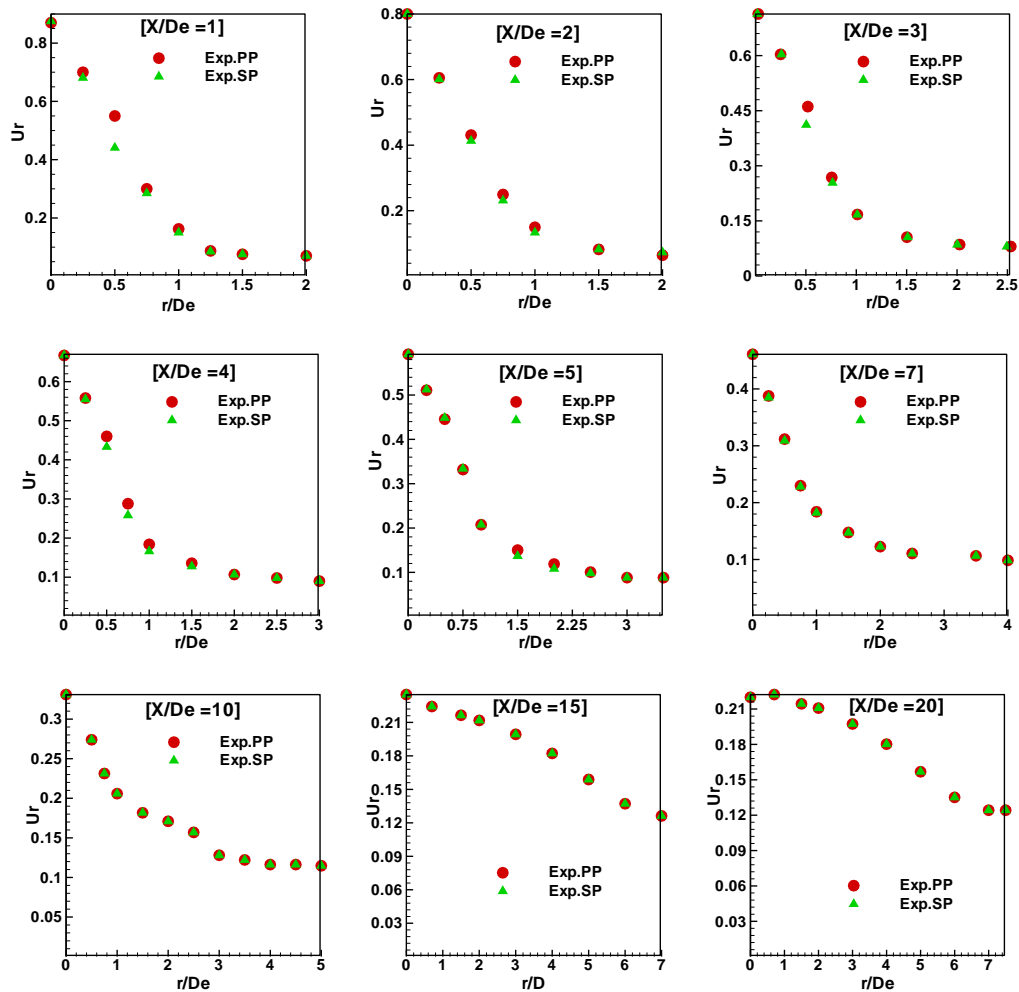 [X/De =1]
Exp.PP
Exp.SP
0.8
0.6
0.4
0.2
Ur
0
0.5
1
1.5
2
r/De
[X/De =2]
Exp.PP
Exp.SP
0.8
0.6
0.4
0.2
Ur
0
0.5
1
1.5
2
r/De
[X/De =3]
Exp.PP
Exp.SP
0.6
0.45
0.3
0.15
0
Ur
0.5
1
1.5
2
2.5
r/De
[X/De =4]
Exp.PP
Exp.SP
0.6
0.5
0.4
0.3
0.2
0.1
Ur
0
0.5
1
1.5
2
2.5
3
r/De
[X/De =5]
Exp.PP
Exp.SP
0.5
0.4
0.3
0.2
0.1
Ur
0
0.75
1.5
2.25
3
r/De
[X/De =7]
Exp.PP
Exp.SP
0.4
0.3
0.2
0.1
Ur
0
1
2
3
4
r/De
[X/De =10]
Exp.PP
Exp.SP
0.3
0.25
0.2
0.15
0.1
0.05
Ur
0
1
2
3
4
5
r/De
[X/De =15]
0.21
0.18
0.15
0.12
0.09
0.06
0.03
Ur
Exp.PP
Exp.SP
0
1
2
3
4
5
6
7
r/D
[X/De =20]
0.21
0.18
0.15
0.12
0.09
0.06
0.03
Ur
Exp.PP
Exp.SP
0
1
2
3
4
5
6
7
r/De